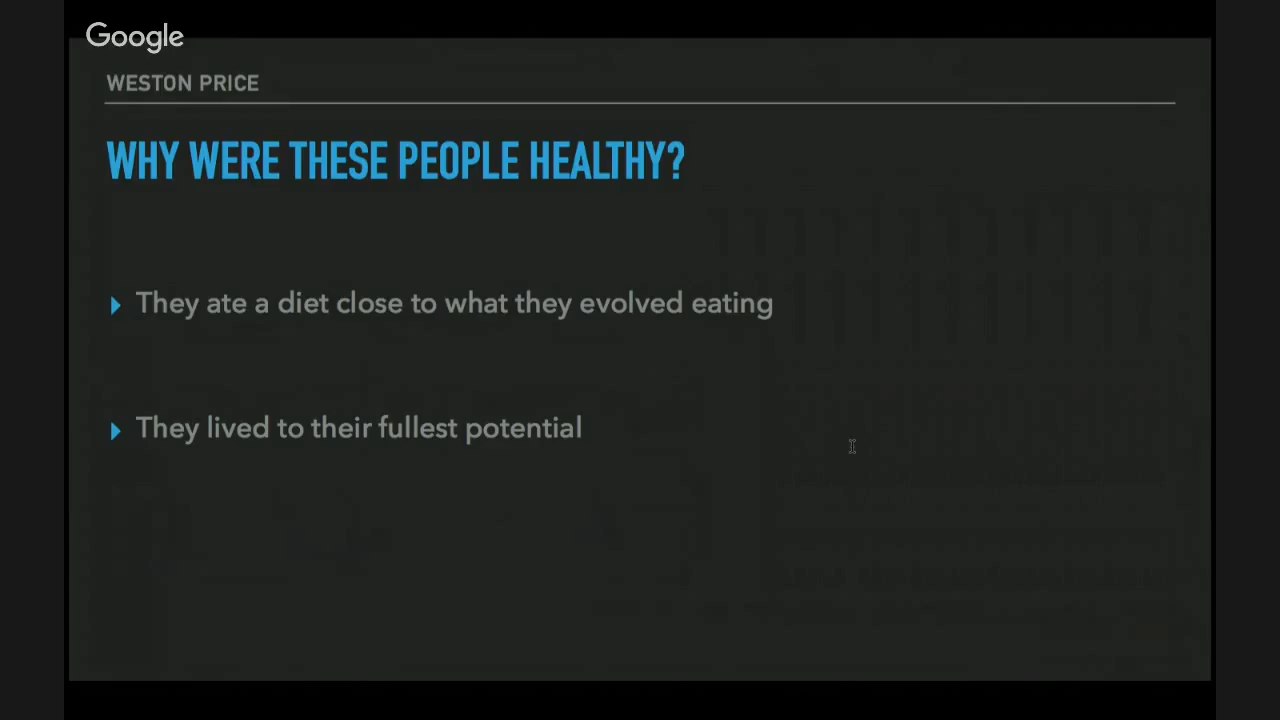 Google
WESTON PRICE
WHY WERE THESE PEOPLE HEALTHY?
They ate a diet close to what they evolved eating
They lived to their fullest potential